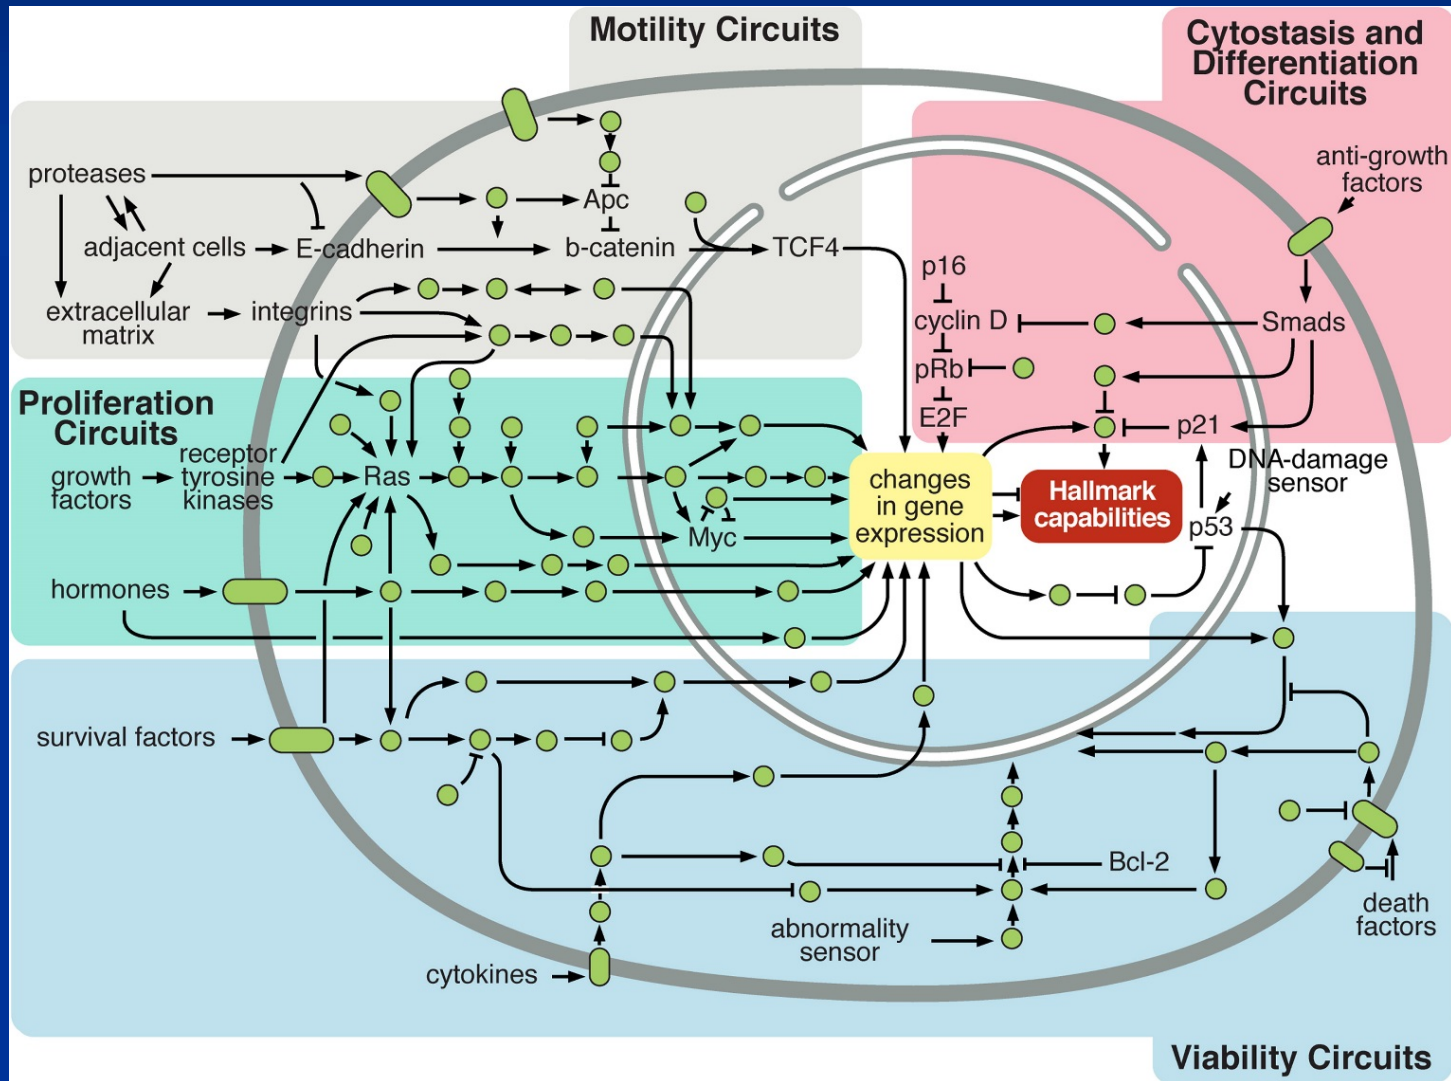 Motility Circuits
Cytostasis and
Differentiation
Circuits
anti-growth
factors
proteases
Apc
adjacent cells
E-cadherin
b-catenin
TCF4
p16
extracellular
matrix
integrins
cyclin D
Smads
pRb
E2F
p21
Proliferation
Circuits
growth
factors
receptor
tyrosine
kinases
Ras
Myc
changes
in gene
expression
Hallmark
capabilities
DNA-damage
sensor
p53
hormones
survival factors
Bcl-2
abnormality
sensor
death
factors
cytokines
Viability Circuits